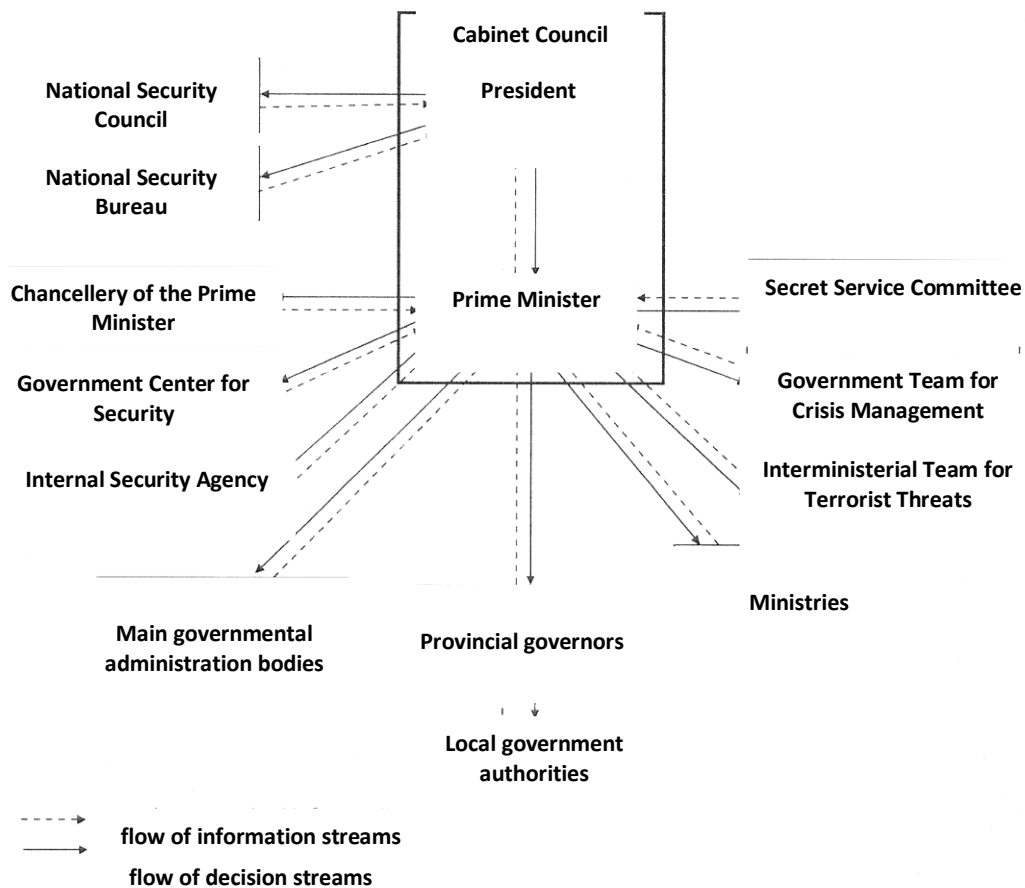 Cabinet Council
President
National Security
Council
National Security
Bureau
Chancellery of the Prime
Minister
Prime Minister
Secret Service Committee
Government Center for
Security
Government Team for
Crisis Management
Internal Security Agency
Interministerial Team for
Terrorist Threats
Ministries
Main governmental
administration bodies
Provincial governors
Local government
authorities
flow of information streams
flow of decision streams